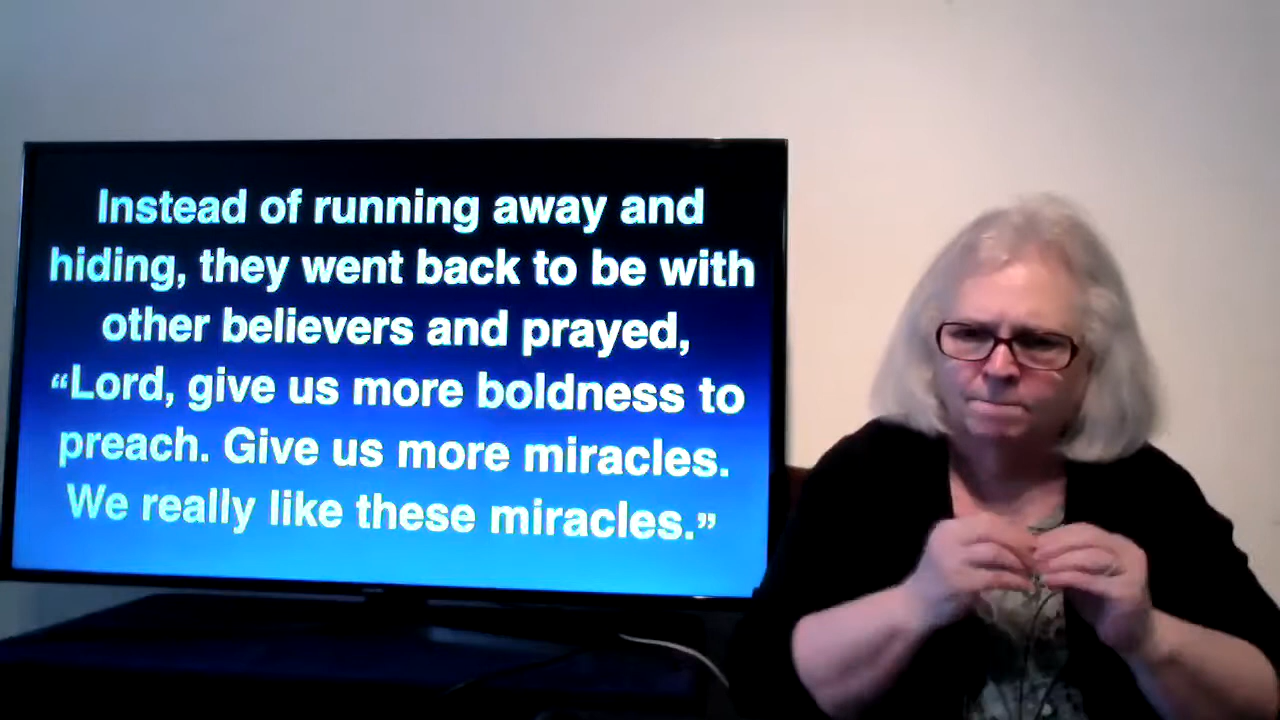 Instead of running away and
hiding, they went back to be with
other believers and prayed,
“Lord, give us more boldness to
preach. Give us more miracles.
We really like these miracles.”